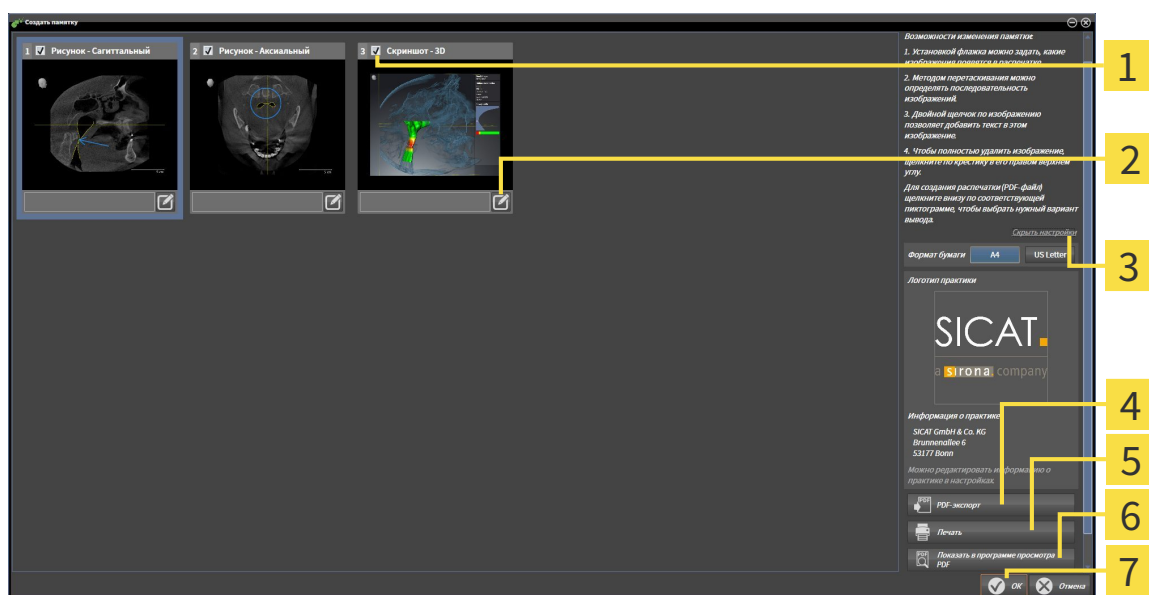 Создать памятку
1 Рисунок - Сагиттальный
2 Рисунок - Аксиальный
3 Скриншот - 3D
Возможности изменения памятки:
1. Установкой флажка можно задать, какие
изображения появятся в распечатке.
2. Методом перетаскивания можно
определять последовательность
изображений.
3. Двойной щелчок по изображению
позволяет добавить текст в этом
изображение.
4. Чтобы полностью удалить изображение,
щелкните по крестику в его правом верхнем
углу.
Для создания распечатки (PDF-файл)
щелкните внизу по соответствующей
пиктограмме, чтобы выбрать нужный вариант
вывода.
Скрыть настройки
Формат бумаги A4 US Letter
Логотип практики
SICAT.
a sirona. company
Информация о практике
SICAT GmbH & Co. KG
Brunnenallee 6
53177 Bonn
Можно редактировать информацию о
практике в настройках.
PDF-экспорт
Печать
Показать в программе просмотра
PDF
OK Отмена
1
2
3
4
5
6
7